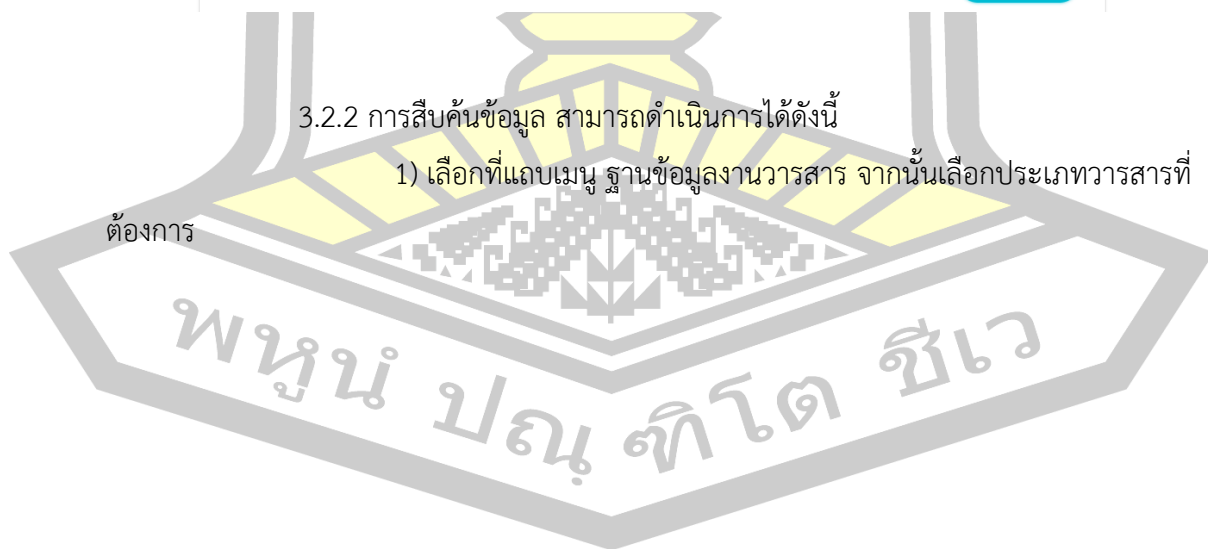 3.2.2 การสืบค้นข้อมูล สามารถดำเนินการได้ดังนี้
1) เลือกที่แถบเมนู ฐานข้อมูลงานวารสาร จากนั้นเลือกประเภทวารสารที่
ต้องการ
พหูนํ ปณฺฑิโต ชีเว